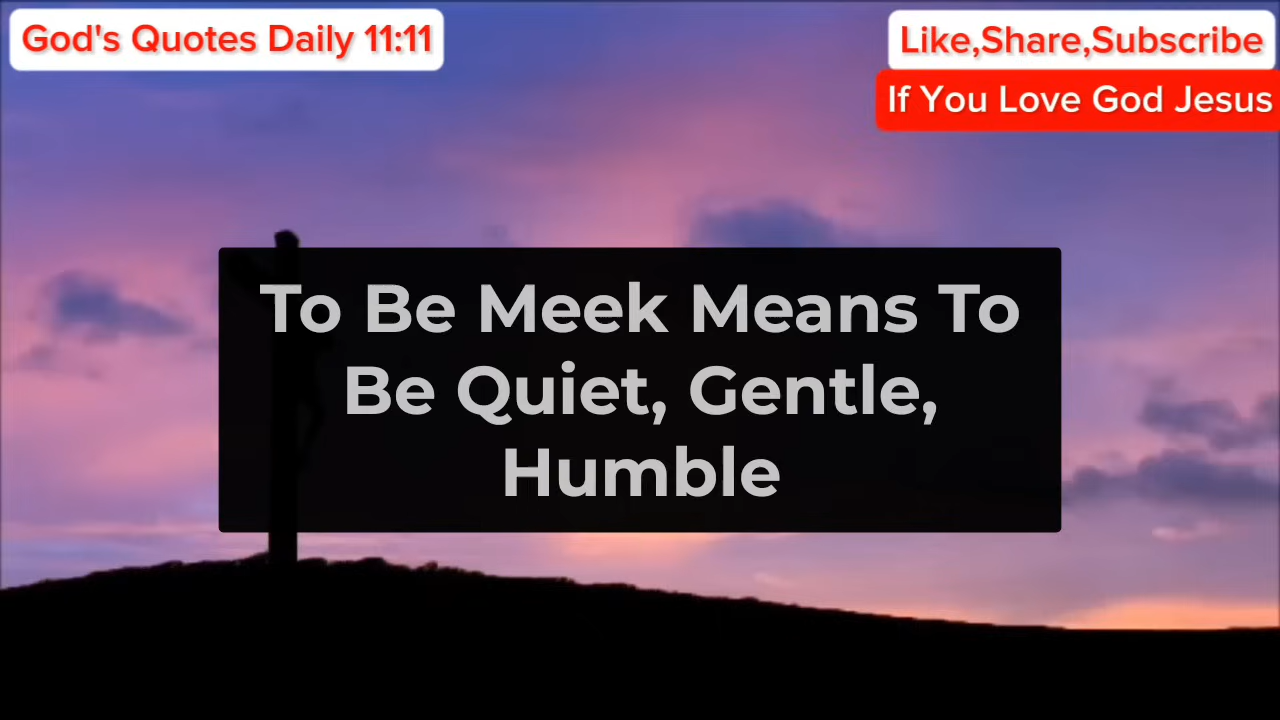 God's Quotes Daily 11:11
Like,Share,Subscribe
If You Love God Jesus
To Be Meek Means To
Be Quiet, Gentle,
Humble